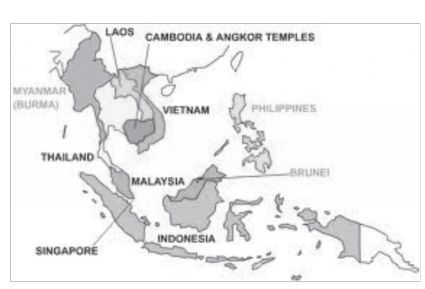 LAOS
CAMBODIA & ANGKOR TEMPLES
MYANMAR
(BURMA)
VIETNAM
PHILIPPINES
THAILAND
MALAYSIA
BRUNEI
INDONESIA
SINGAPORE